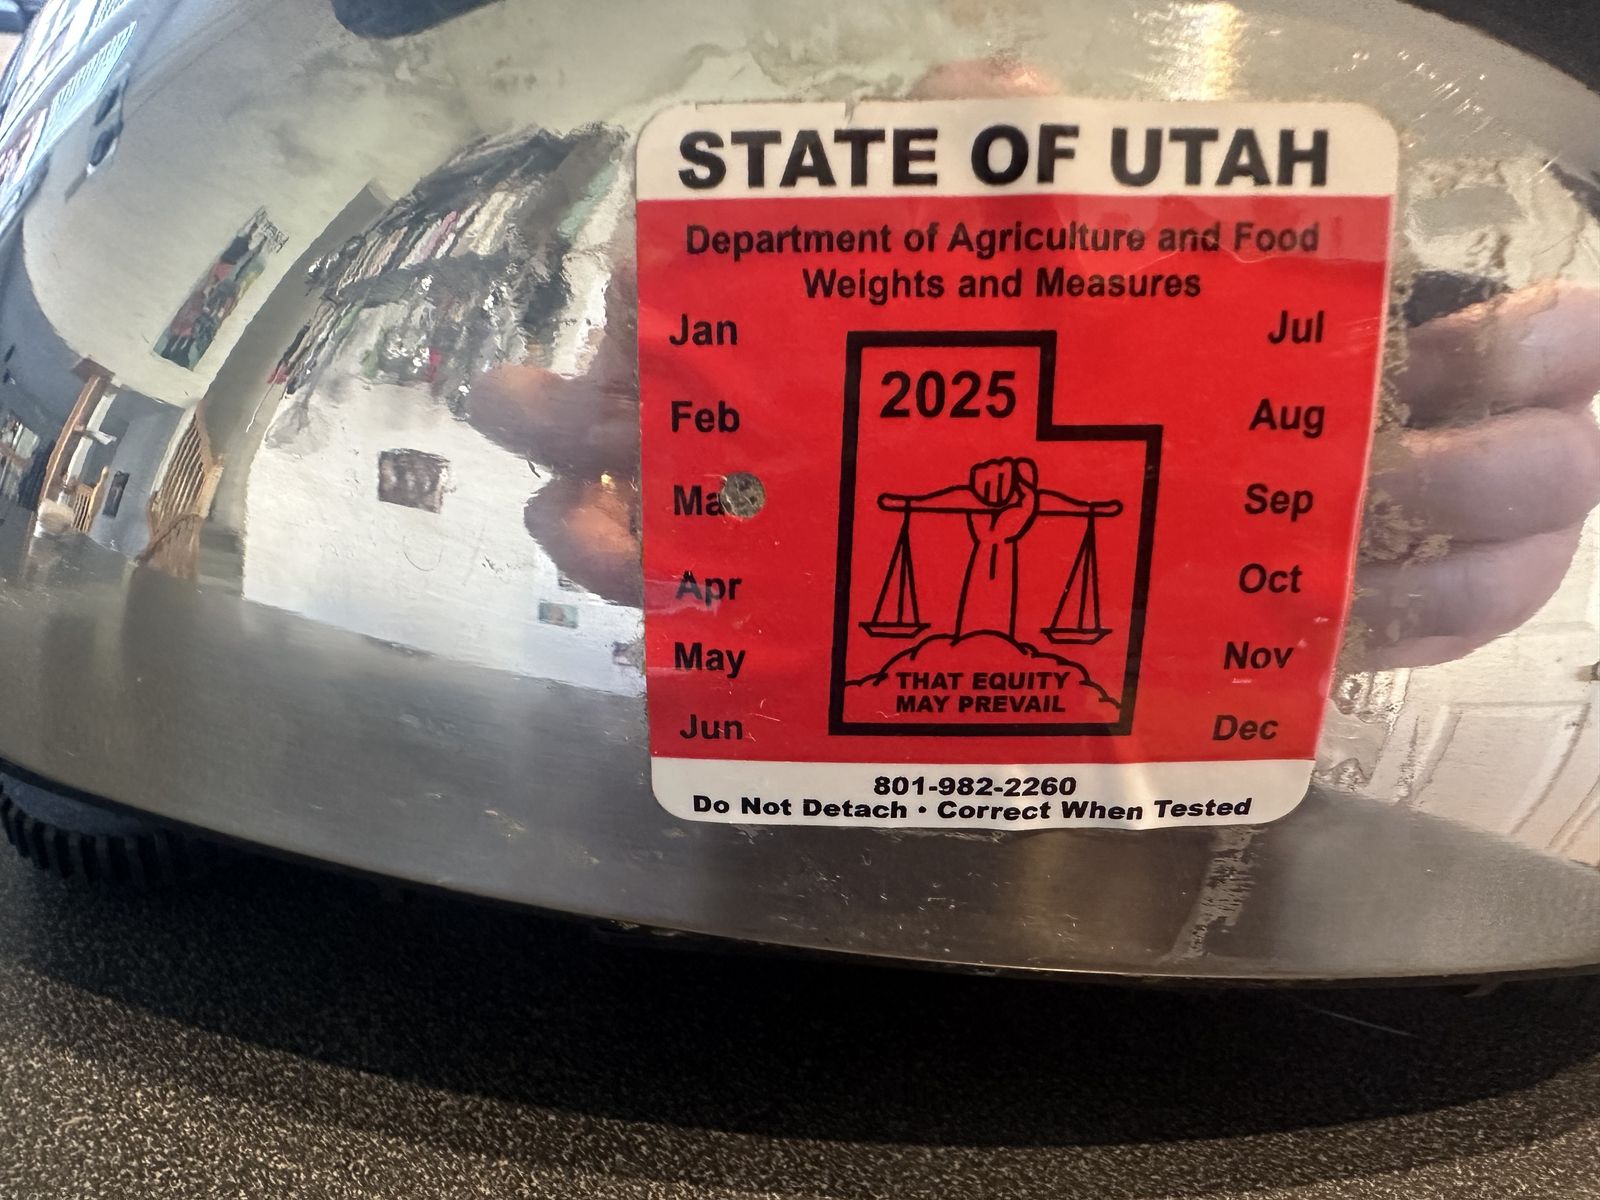 STATE OF UTAH
Department of Agriculture and Food
Weights and Measures
Jan
Feb
Ma
Apr
May
Jun
2025
THAT EQUITY
MAY PREVAIL
Jul
Aug
Sep
Oct
Nov
Dec
801-982-2260
Do Not Detach • Correct When Tested